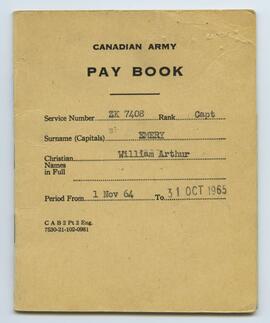 CANADIAN ARMY
PAY BOOK
Service Number ZK 7408 Rank Capt
Surname (Capitals) EMERY
Christian William Arthur
Names
in Full
Period From 1 Nov 64 To 31 OCT 1965
C A B 2 Pt 2 Eng.
7530-21-102-0981